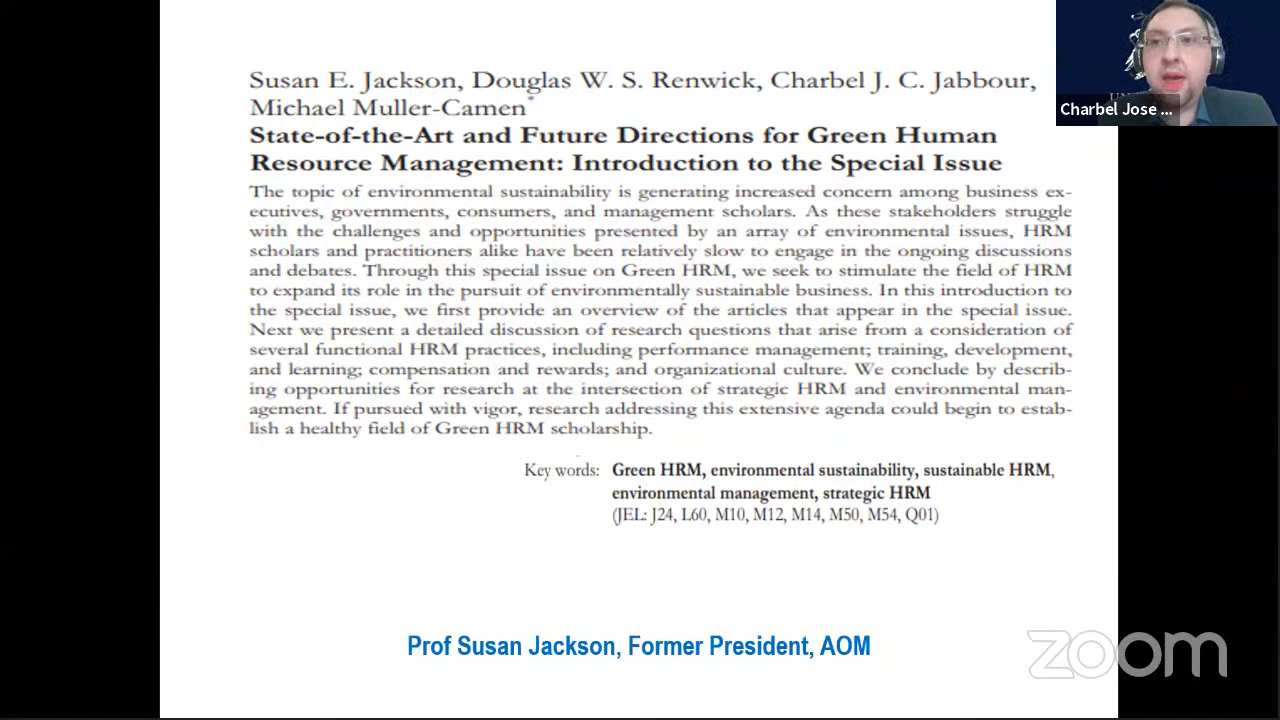 Susan E. Jackson, Douglas W. S. Renwick, Charbel J. C. Jabbour,
Michael Muller-Camen*
State-of-the-Art and Future Directions for Green Human
Resource Management: Introduction to the Special Issue
The topic of environmental sustainability is generating increased concern among business ex-
ecutives, governments, consumers, and management scholars. As these stakeholders struggle
with the challenges and opportunities presented by an array of environmental issues, HRM
scholars and practitioners alike have been relatively slow to engage in the ongoing discussions
and debates. Through this special issue on Green HRM, we seek to stimulate the field of HRM
to expand its role in the pursuit of environmentally sustainable business. In this introduction to
the special issue, we first provide an overview of the articles that appear in the special issue.
Next we present a detailed discussion of research questions that arise from a consideration of
several functional HRM practices, including performance management; training, development,
and learning; compensation and rewards; and organizational culture. We conclude by describ-
ing opportunities for research at the intersection of strategic HRM and environmental man-
agement. If pursued with vigor, research addressing this extensive agenda could begin to estab-
lish a healthy field of Green HRM scholarship.
Key words: Green HRM, environmental sustainability, sustainable HRM,
environmental management, strategic HRM
(JEL: J24, L60, M10, M12, M14, M50, M54, Q01)
Prof Susan Jackson, Former President, AOM
Charbel Jose ...
zoom